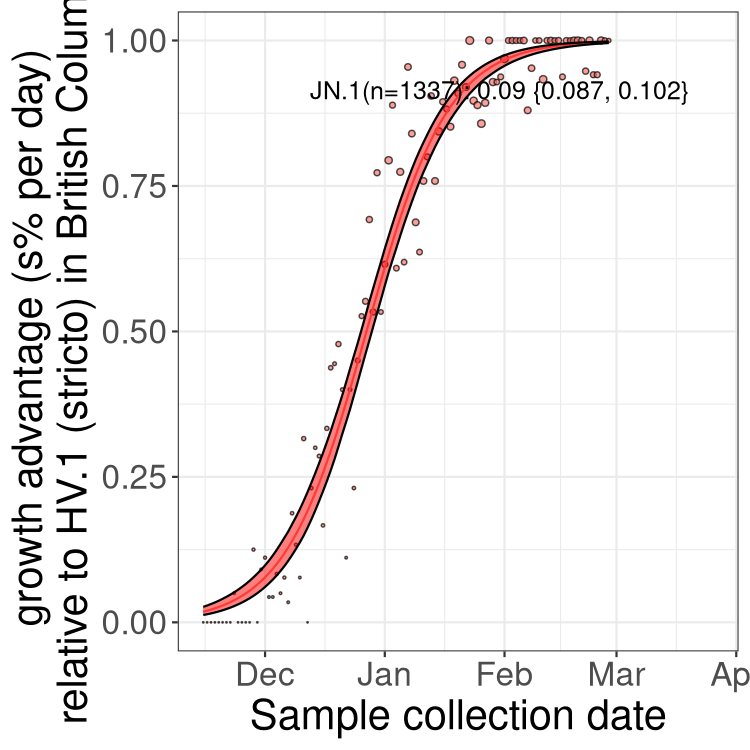 growth advantage (s% per day)
relative to HV.1 (stricto) in British Colum
1.00
0.75
0.50
0.25
0.00
JN.1(n=1337): 0.09 {0.087, 0.102}
Dec Jan Feb Mar Ap
Sample collection date